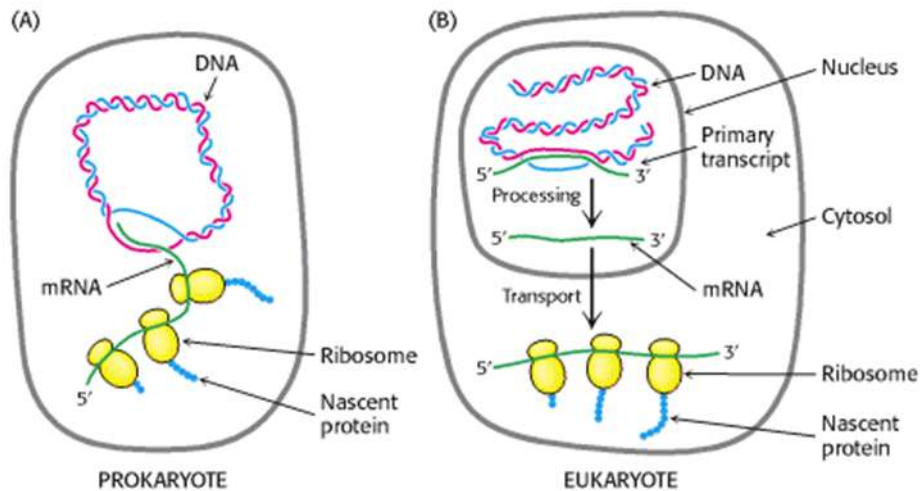 (A)
DNA
mRNA
Ribosome
Nascent
protein
5′
PROKARYOTE
(B)
DNA
Nucleus
Primary
transcript
5′
3′
Processing
Cytosol
5′
3′
mRNA
Transport
3′
5′
Ribosome
Nascent
protein
EUKARYOTE